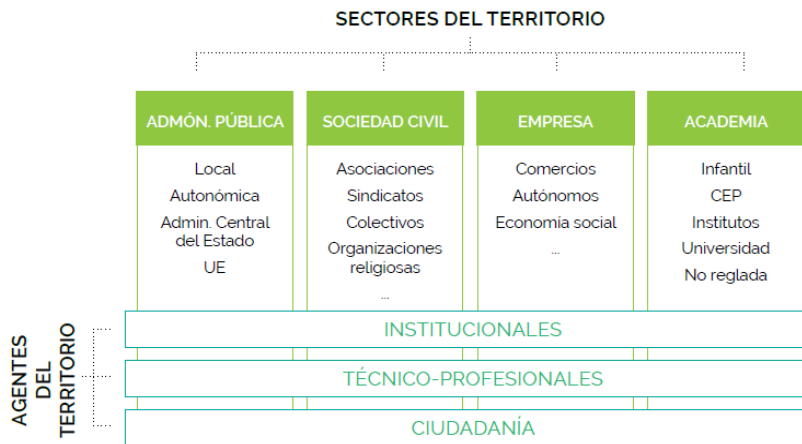 SECTORES DEL TERRITORIO
ADMÓN. PÚBLICA
Local
Autonómica
Admin. Central
del Estado
UE
SOCIEDAD CIVIL
Asociaciones
Sindicatos
Colectivos
Organizaciones
religiosas
...
EMPRESA
Comercios
Autónomos
Economía social
...
ACADEMIA
Infantil
CEP
Institutos
Universidad
No reglada
AGENTES
DEL
TERRITORIO
INSTITUCIONALES
TÉCNICO-PROFESIONALES
CIUDADANÍA